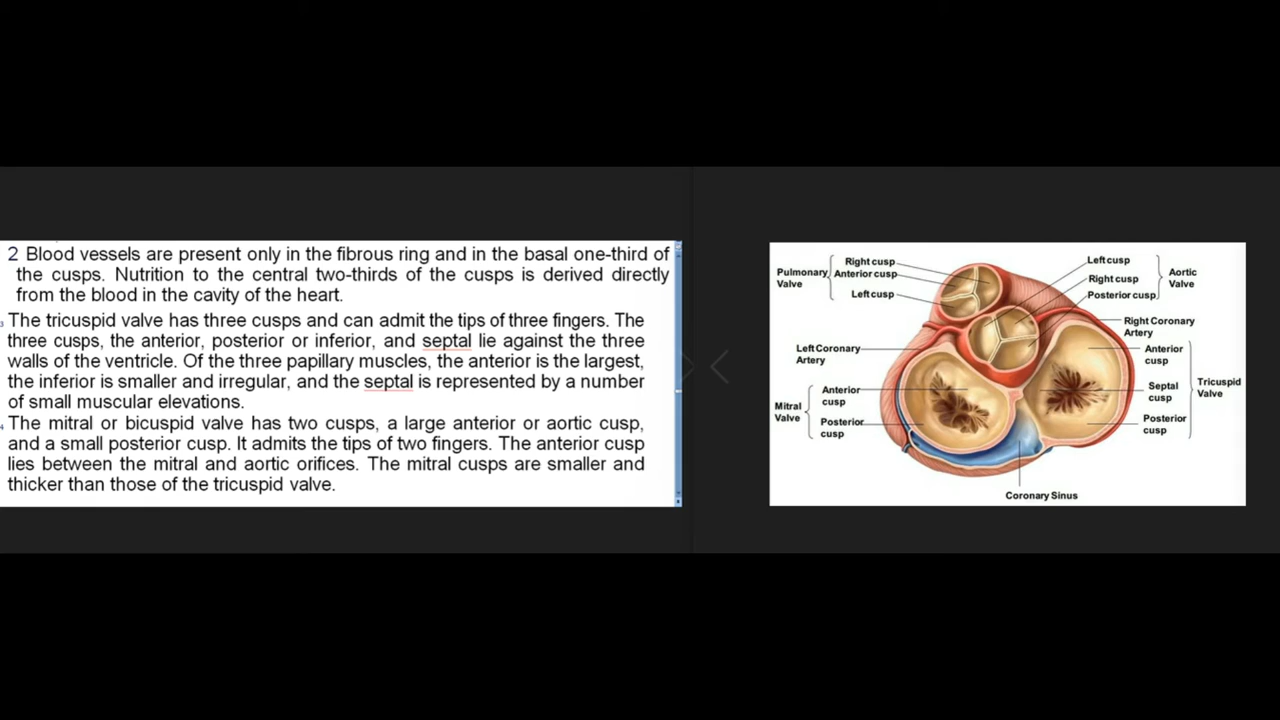 2 Blood vessels are present only in the fibrous ring and in the basal one-third of
the cusps. Nutrition to the central two-thirds of the cusps is derived directly
from the blood in the cavity of the heart.
3 The tricuspid valve has three cusps and can admit the tips of three fingers. The
three cusps, the anterior, posterior or inferior, and septal lie against the three
walls of the ventricle. Of the three papillary muscles, the anterior is the largest,
the inferior is smaller and irregular, and the septal is represented by a number
of small muscular elevations.
4 The mitral or bicuspid valve has two cusps, a large anterior or aortic cusp,
and a small posterior cusp. It admits the tips of two fingers. The anterior cusp
lies between the mitral and aortic orifices. The mitral cusps are smaller and
thicker than those of the tricuspid valve.
Pulmonary
Valve
Right cusp
Anterior cusp
Left cusp
Left cusp
Right cusp
Posterior cusp
Aortic
Valve
Right Coronary
Artery
Left Coronary
Artery
Mitral
Valve
Anterior
cusp
Posterior
cusp
Anterior
cusp
Septal
cusp
Posterior
cusp
Tricuspid
Valve
Coronary Sinus